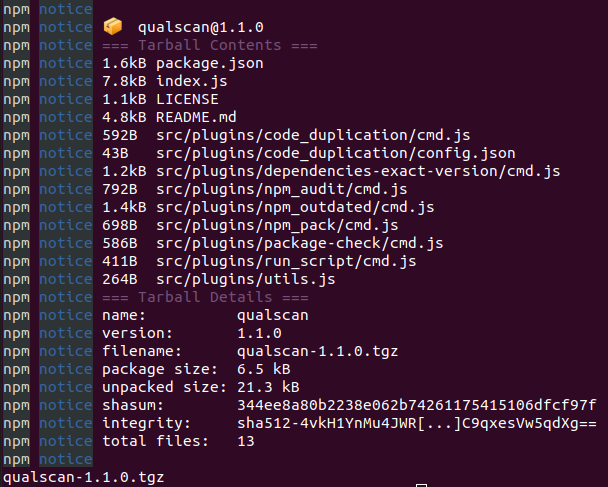 npm notice
npm notice 📦  qualscan@1.1.0
npm notice === Tarball Contents ===
npm notice 1.6kB package.json
npm notice 7.8kB index.js
npm notice 1.1kB LICENSE
npm notice 4.8kB README.md
npm notice 592B  src/plugins/code_duplication/cmd.js
npm notice 43B   src/plugins/code_duplication/config.json
npm notice 1.2kB src/plugins/dependencies-exact-version/cmd.js
npm notice 792B  src/plugins/npm_audit/cmd.js
npm notice 1.4kB src/plugins/npm_outdated/cmd.js
npm notice 698B  src/plugins/npm_pack/cmd.js
npm notice 586B  src/plugins/package-check/cmd.js
npm notice 411B  src/plugins/run_script/cmd.js
npm notice 264B  src/plugins/utils.js
npm notice === Tarball Details ===
npm notice name:          qualscan
npm notice version:       1.1.0
npm notice filename:      qualscan-1.1.0.tgz
npm notice package size:  6.5 kB
npm notice unpacked size: 21.3 kB
npm notice shasum:        344ee8a80b2238e062b74261175415106dfcf97f
npm notice integrity:     sha512-4vkH1YnMu4JWR[...]C9qxesVw5qdXg==
npm notice total files:   13
npm notice
qualscan-1.1.0.tgz